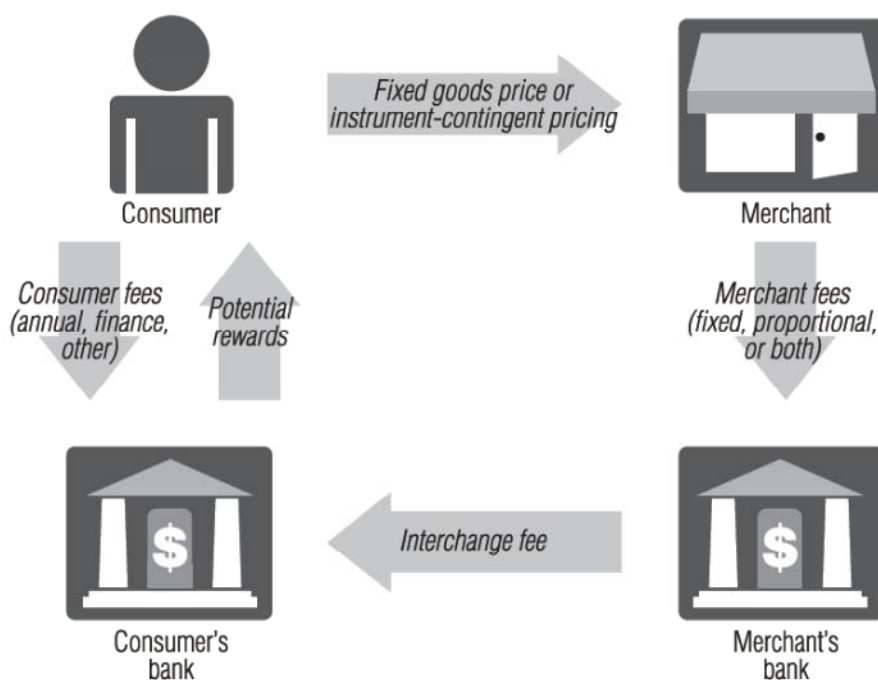 Fixed goods price or
instrument-contingent pricing
Consumer
Merchant
Consumer fees
(annual, finance,
other)
Potential
rewards
Merchant fees
(fixed, proportional,
or both)
$
Interchange fee
$
Consumer's
bank
Merchant's
bank